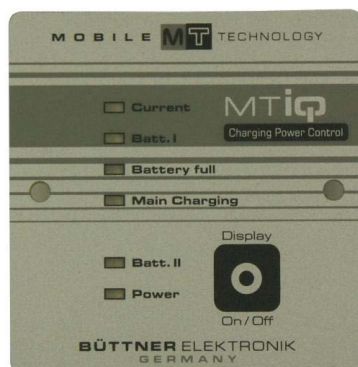 MOBILE MT TECHNOLOGY
Current
MTiQ
Batt. I
Charging Power Control
Battery full
Main Charging
Display
Batt. II
Power
On / Off
BÜTTNER ELEKTRONIK
GERMANY